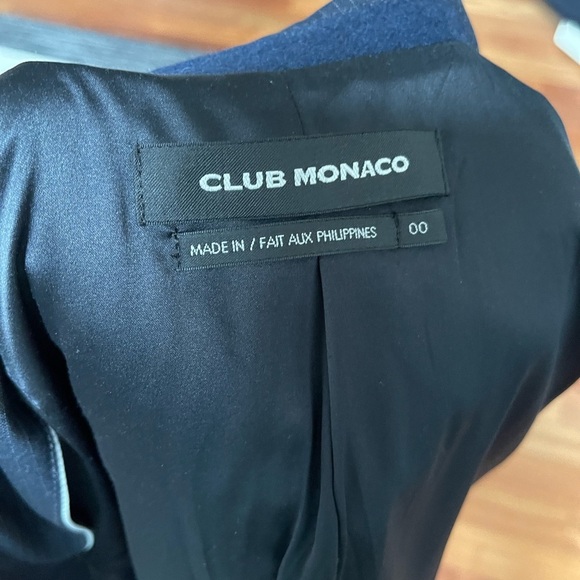 CLUB MONACO
MADE IN / FAIT AUX PHILIPPINES 00